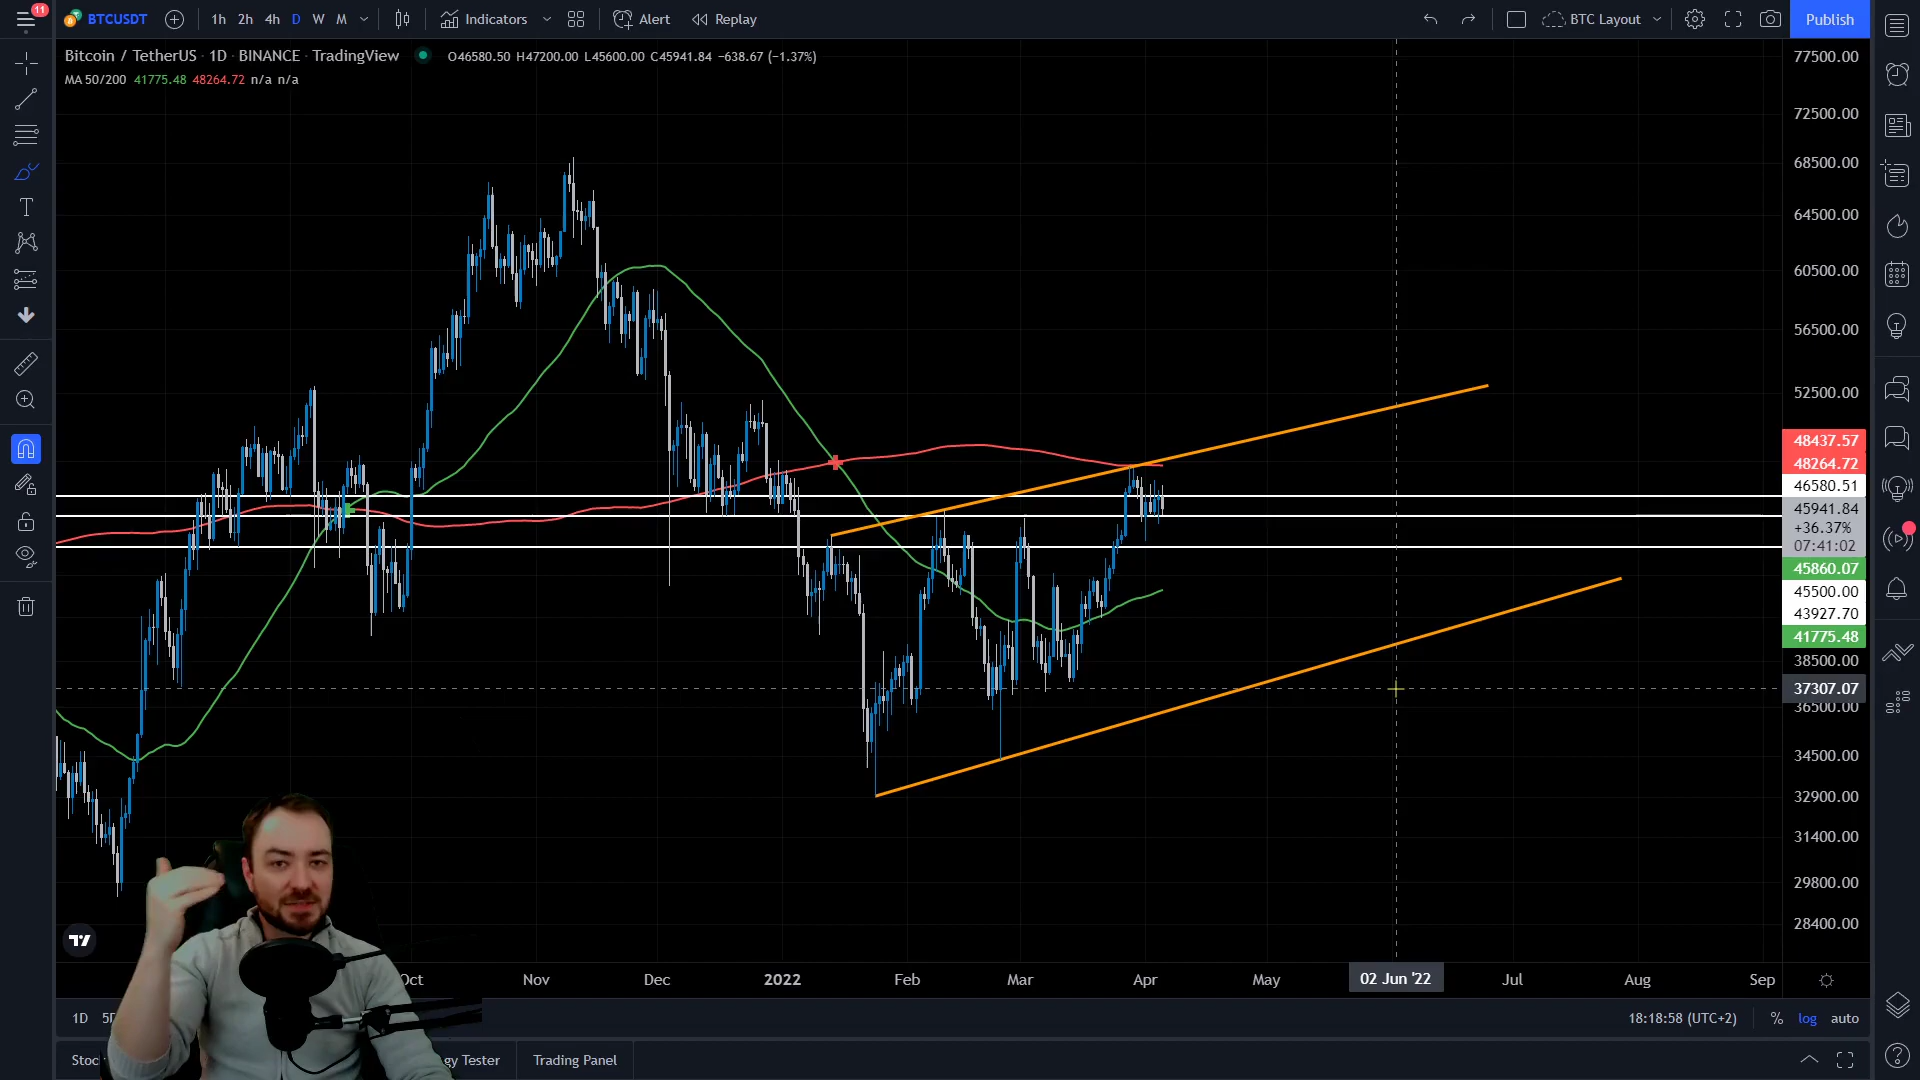 11
BTCUSDT
1h 2h 4h D W M
Indicators
Alert
Replay
BTC Layout
Publish
Bitcoin / TetherUS · 1D · BINANCE · TradingView
O46580.50 H47200.00 L45600.00 C45941.84 −638.67 (−1.37%)
MA 50/200 41775.48 48264.72 n/a n/a
77500.00
72500.00
68500.00
64500.00
60500.00
56500.00
52500.00
48437.57
48264.72
46580.51
45941.84
+36.37%
07:41:02
45860.07
45500.00
43927.70
41775.48
38500.00
37307.07
36500.00
34500.00
32900.00
31400.00
29800.00
28400.00
Oct Nov Dec 2022 Feb Mar Apr May 02 Jun '22 Jul Aug Sep
1D
18:18:58 (UTC+2) % log auto
Tester Trading Panel